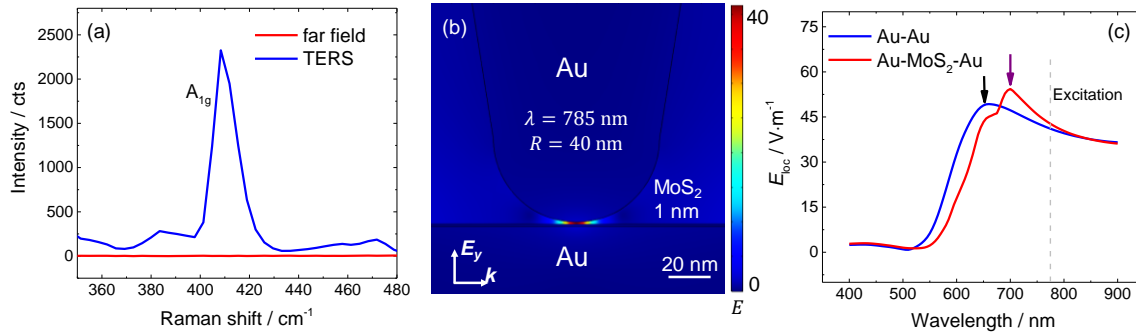 (a)
far field
TERS
A1g
Intensity / cts
2500
2000
1500
1000
500
0
360
380
400
420
440
460
480
Raman shift / cm-1
(b)
Au
λ = 785 nm
R = 40 nm
MoS2
1 nm
Au
Ey
k
20 nm
40
0
E
(c)
Au-Au
Au-MoS2-Au
Excitation
Eloc / V·m-1
75
60
45
30
15
0
400
500
600
700
800
900
Wavelength / nm